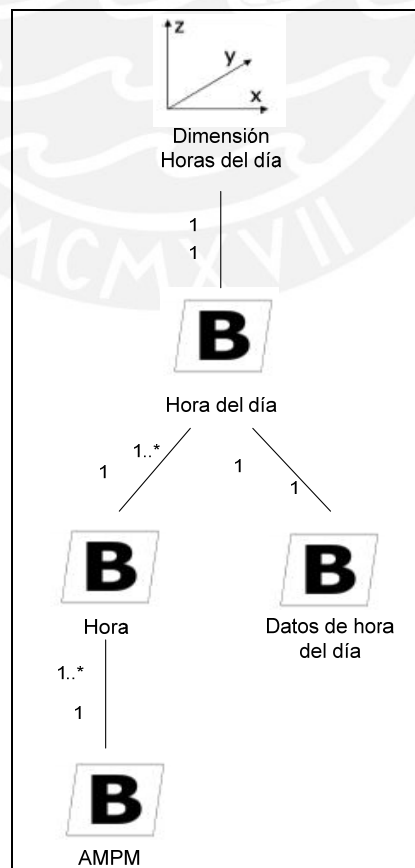 z
y
x
Dimensión
Horas del día
1
1
B
Hora del día
1..*
1
1
1
B
B
Hora
Datos de hora
del día
1..*
1
B
AMPM
MCMXVII